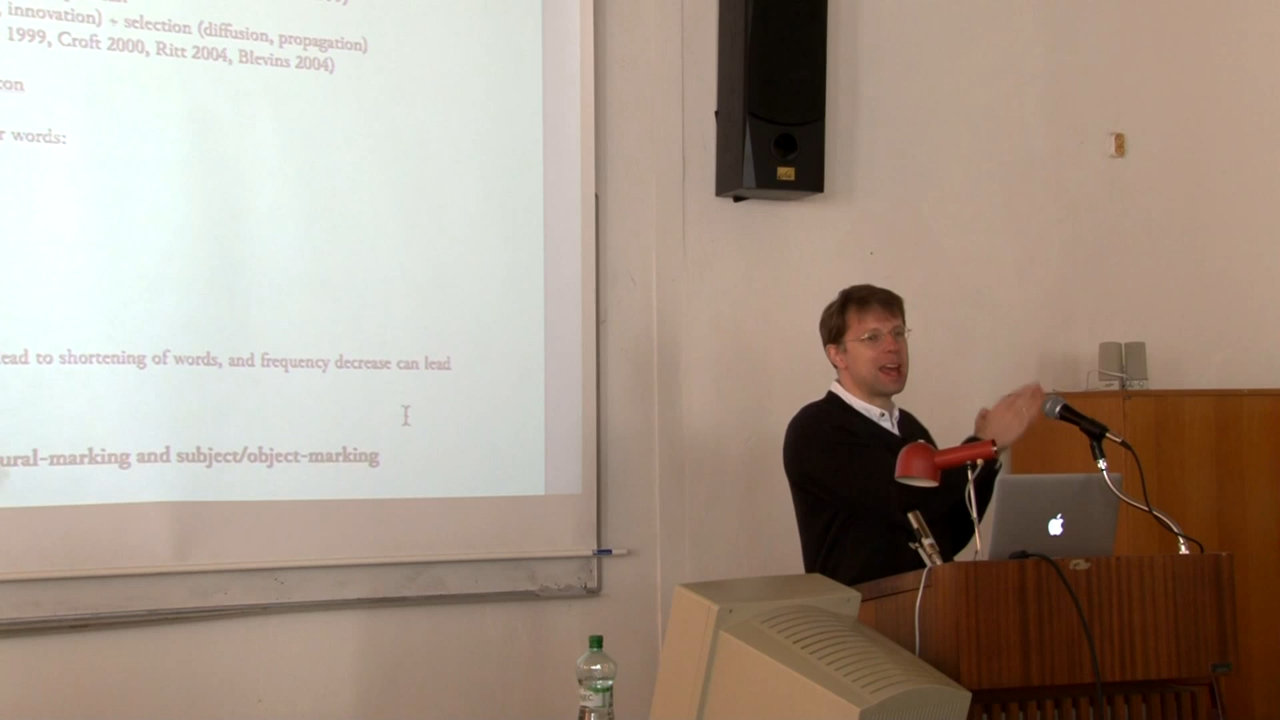 innovation) + selection (diffusion, propagation)
1999, Croft 2000, Ritt 2004, Blevins 2004)
words:
ead to shortening of words, and frequency decrease can lead
ural-marking and subject/object-marking